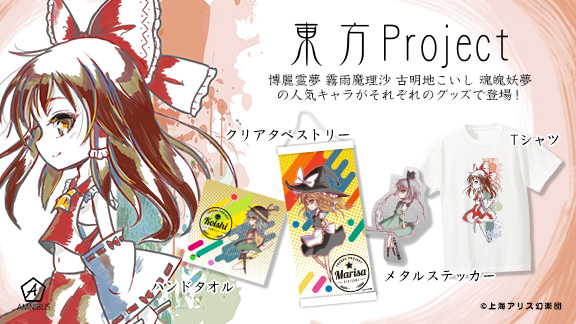 東方Project
博麗霊夢 霧雨魔理沙 古明地こいし 魂魄妖夢
の人気キャラがそれぞれのグッズで登場!
クリアタペストリー
Tシャツ
Koishi
Marisa
メタルステッカー
ハンドタオル
A
AMNIBUS
©上海アリス幻楽団